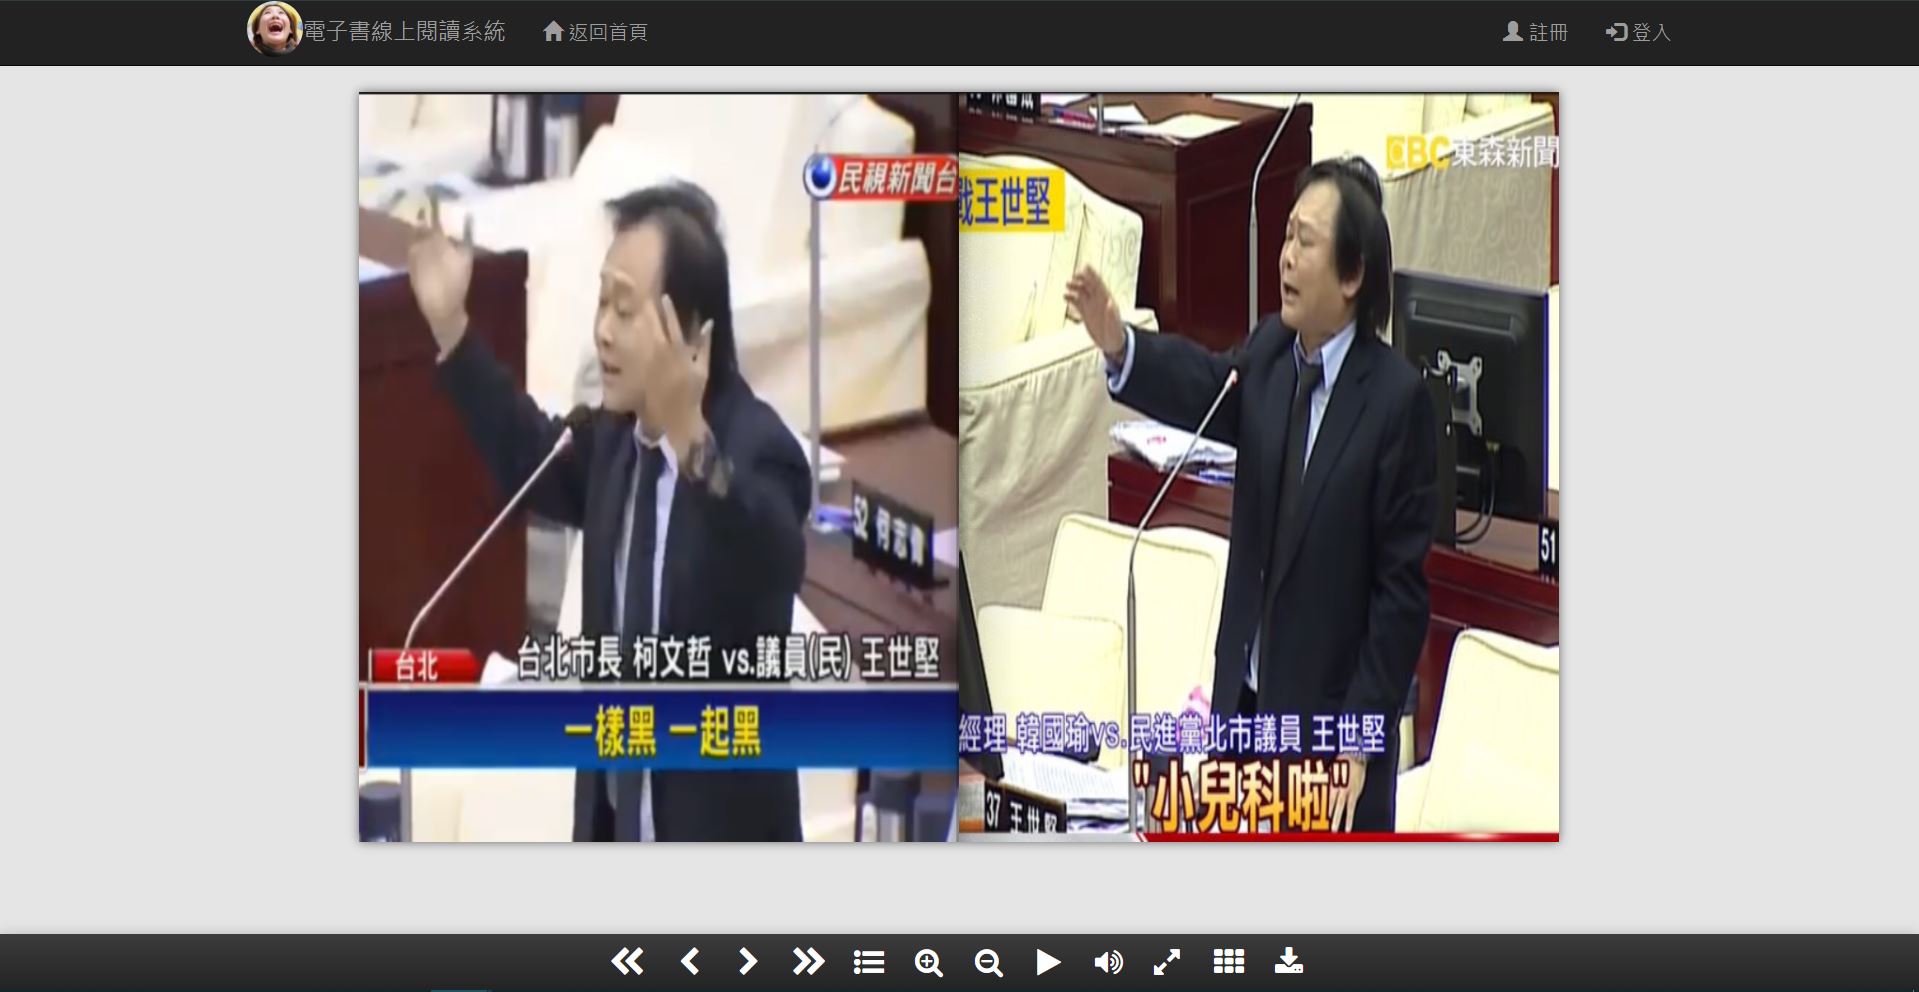 電子書線上閱讀系統
返回首頁
註冊
登入
民視新聞台
52 何志偉
台北
台北市長 柯文哲 vs.議員(民) 王世堅
一樣黑 一起黑
EBC東森新聞
戰王世堅
51
經理 韓國瑜vs.民進黨北市議員 王世堅
"小兒科啦"
37 王世堅